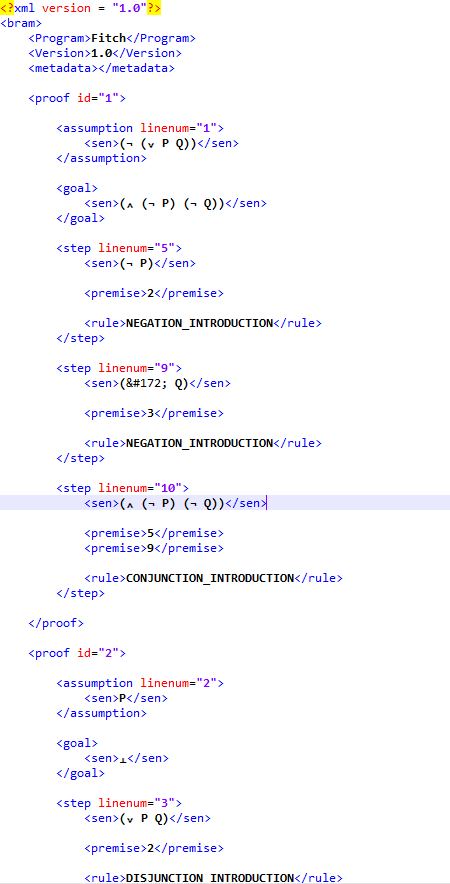 <?xml version = "1.0"?>
<bram>
<Program>Fitch</Program>
<Version>1.0</Version>
<metadata></metadata>
<proof id="1">
<assumption linenum="1">
<sen>(¬ (∨ P Q))</sen>
</assumption>
<goal>
<sen>(∧ (¬ P) (¬ Q))</sen>
</goal>
<step linenum="5">
<sen>(¬ P)</sen>
<premise>2</premise>
<rule>NEGATION_INTRODUCTION</rule>
</step>
<step linenum="9">
<sen>(&#172; Q)</sen>
<premise>3</premise>
<rule>NEGATION_INTRODUCTION</rule>
</step>
<step linenum="10">
<sen>(∧ (¬ P) (¬ Q))</sen>
<premise>5</premise>
<premise>9</premise>
<rule>CONJUNCTION_INTRODUCTION</rule>
</step>
</proof>
<proof id="2">
<assumption linenum="2">
<sen>P</sen>
</assumption>
<goal>
<sen>⊥</sen>
</goal>
<step linenum="3">
<sen>(∨ P Q)</sen>
<premise>2</premise>
<rule>DISJUNCTION_INTRODUCTION</rule>